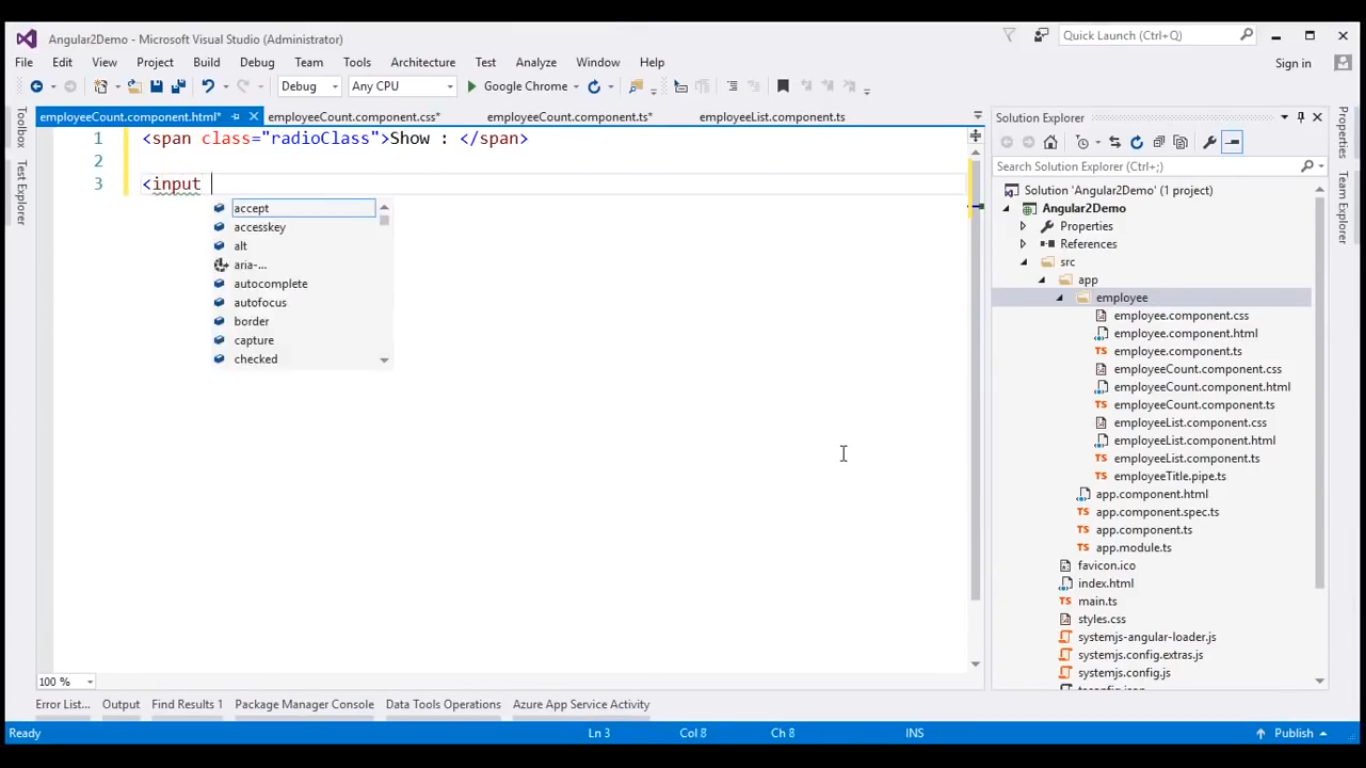 Angular2Demo - Microsoft Visual Studio (Administrator)
Quick Launch (Ctrl+Q)
File Edit View Project Build Debug Team Tools Architecture Test Analyze Window Help
Sign in
Debug Any CPU Google Chrome
employeeCount.component.html* employeeCount.component.css* employeeCount.component.ts* employeeList.component.ts
Toolbox
Test Explorer
1 <span class="radioClass">Show : </span>
2
3 <input
accept
accesskey
alt
aria-...
autocomplete
autofocus
border
capture
checked
100 %
Solution Explorer
Search Solution Explorer (Ctrl+;)
Solution 'Angular2Demo' (1 project)
Angular2Demo
Properties
References
src
app
employee
employee.component.css
employee.component.html
employee.component.ts
employeeCount.component.css
employeeCount.component.html
employeeCount.component.ts
employeeList.component.css
employeeList.component.html
employeeList.component.ts
employeeTitle.pipe.ts
app.component.html
app.component.spec.ts
app.component.ts
app.module.ts
favicon.ico
index.html
main.ts
styles.css
systemjs-angular-loader.js
systemjs.config.extras.js
systemjs.config.js
Properties
Team Explorer
Error List... Output Find Results 1 Package Manager Console Data Tools Operations Azure App Service Activity
Ready Ln 3 Col 8 Ch 8 INS Publish